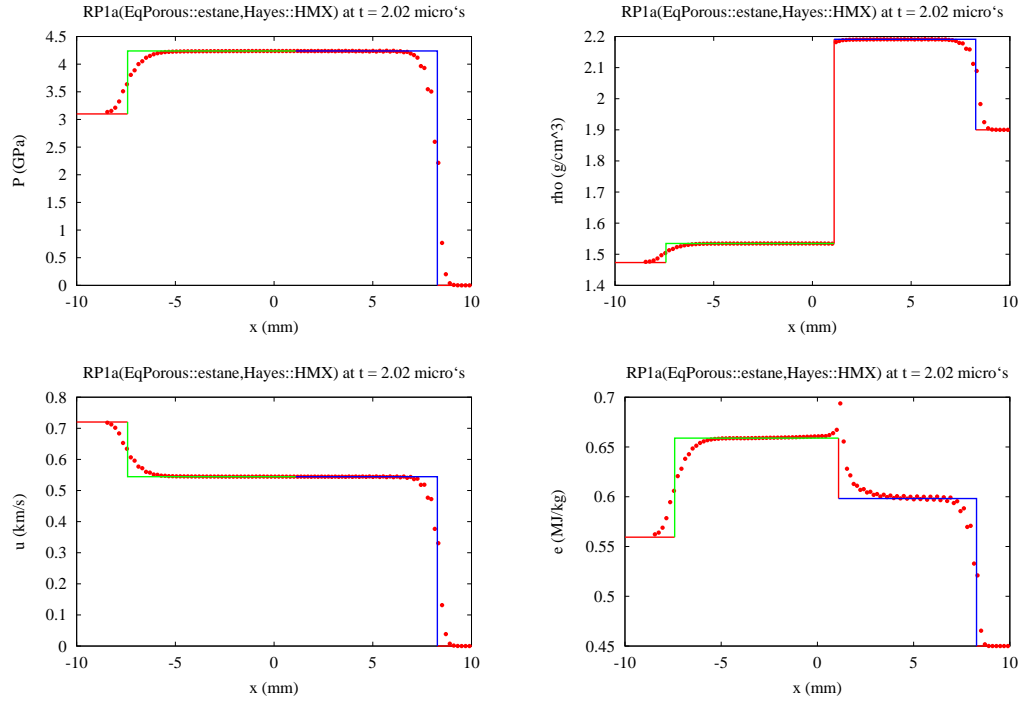 RP1a(EqPorous::estane,Hayes::HMX) at t = 2.02 micro‘s
P (GPa)
4.5
4
3.5
3
2.5
2
1.5
1
0.5
0
-10 -5 0 5 10
x (mm)
RP1a(EqPorous::estane,Hayes::HMX) at t = 2.02 micro‘s
rho (g/cm^3)
2.2
2.1
2
1.9
1.8
1.7
1.6
1.5
1.4
-10 -5 0 5 10
x (mm)
RP1a(EqPorous::estane,Hayes::HMX) at t = 2.02 micro‘s
u (km/s)
0.8
0.7
0.6
0.5
0.4
0.3
0.2
0.1
0
-10 -5 0 5 10
x (mm)
RP1a(EqPorous::estane,Hayes::HMX) at t = 2.02 micro‘s
e (MJ/kg)
0.7
0.65
0.6
0.55
0.5
0.45
-10 -5 0 5 10
x (mm)